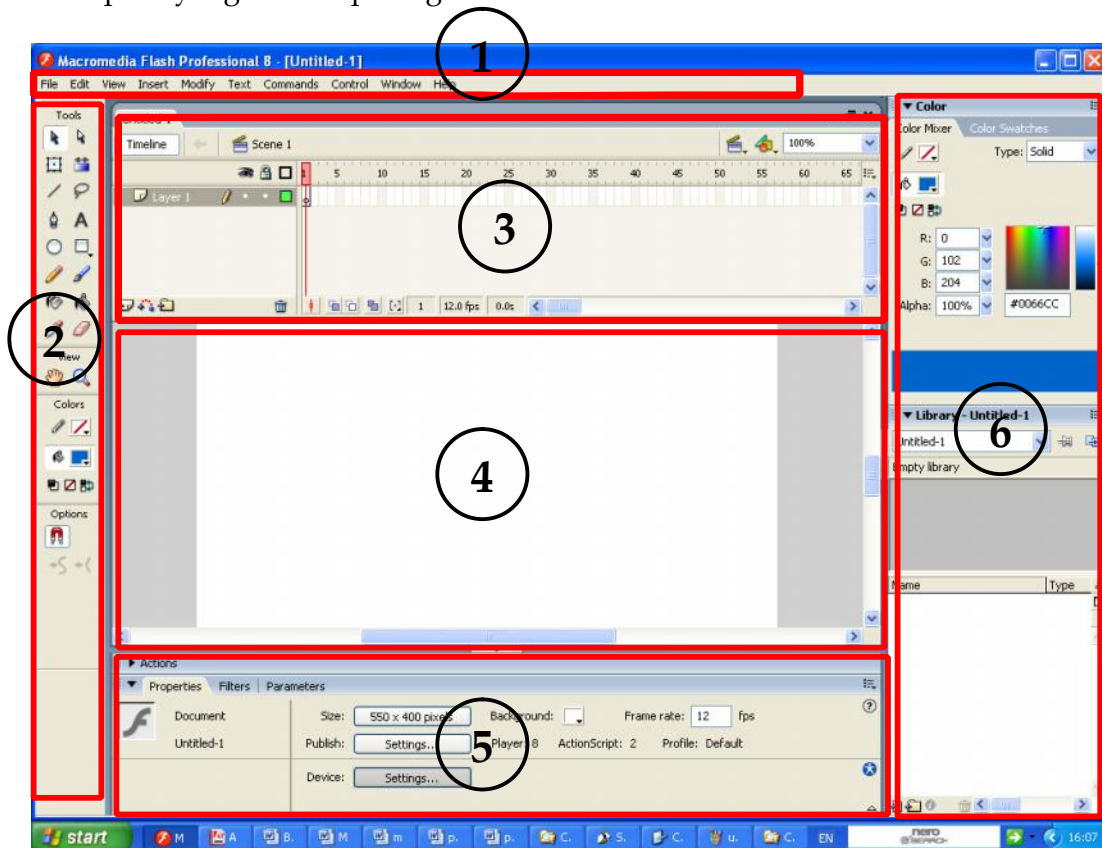 1
Macromedia Flash Professional 8 - [Untitled-1]
File Edit View Insert Modify Text Commands Control Window Help
Tools
Timeline Scene 1 100%
1 5 10 15 20 25 30 35 40 45 50 55 60 65
Layer 1
3
1 12.0 fps 0.0s
2
View
Colors
Options
4
Color
Color Mixer Color Swatches
Type: Solid
R: 0
G: 102
B: 204
Alpha: 100% #0066CC
Library - Untitled-1
Untitled-1
6
Empty library
Name Type
Actions
Properties Filters Parameters
Document Size: 550 x 400 pixels Background: Frame rate: 12 fps
Untitled-1 Publish: Settings... Player: 8 ActionScript: 2 Profile: Default
5
Device: Settings...
start M A B. M m p. p. C. S. C. u. C. EN nero 16:07